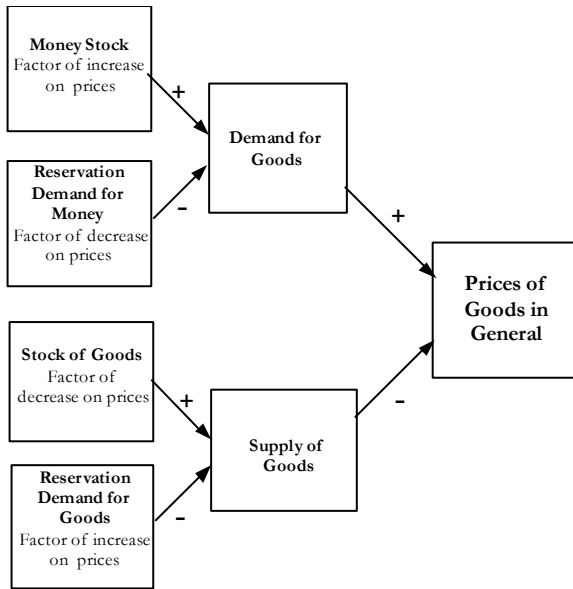 Money Stock
Factor of increase
on prices
+
Demand for
Goods
Reservation
Demand for
Money
Factor of decrease
on prices
-
+
Prices of
Goods in
General
Stock of Goods
Factor of
decrease on prices
+
-
Supply of
Goods
Reservation
Demand for
Goods
Factor of increase
on prices
-